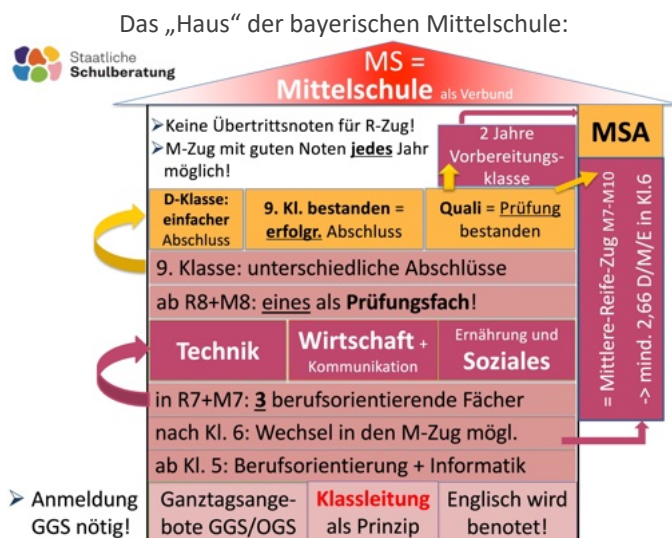 Das „Haus“ der bayerischen Mittelschule:
Staatliche
Schulberatung
MS =
Mittelschule als Verbund
➢Keine Übertrittsnoten für R-Zug!
➢M-Zug mit guten Noten jedes Jahr
möglich!
2 Jahre
Vorbereitungs-
klasse
MSA
D-Klasse:
einfacher
Abschluss
9. Kl. bestanden =
erfolgr. Abschluss
Quali = Prüfung
bestanden
= Mittlere-Reife-Zug M7-M10
-> mind. 2,66 D/M/E in Kl.6
9. Klasse: unterschiedliche Abschlüsse
ab R8+M8: eines als Prüfungsfach!
Technik
Wirtschaft +
Kommunikation
Ernährung und
Soziales
in R7+M7: 3 berufsorientierende Fächer
nach Kl. 6: Wechsel in den M-Zug mögl.
ab Kl. 5: Berufsorientierung + Informatik
➢ Anmeldung
GGS nötig!
Ganztagsange-
bote GGS/OGS
Klassleitung
als Prinzip
Englisch wird
benotet!